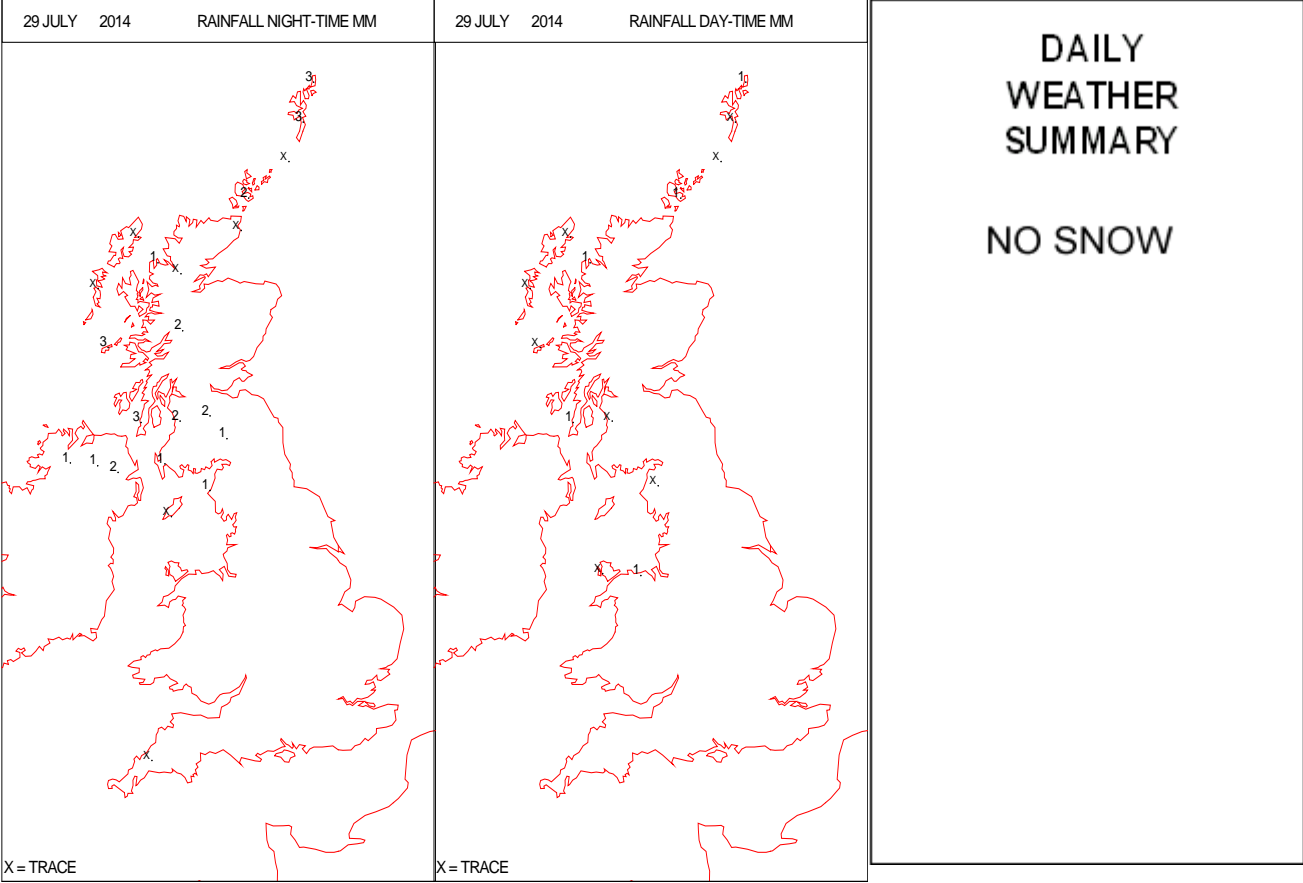 29 JULY 2014 RAINFALL NIGHT-TIME MM
3
3.
X.
2.
X.
X.
1.
X.
X
2.
3.
3.
2.
2.
1.
1.
1.
2.
1
1
X.
X.
X = TRACE
29 JULY 2014 RAINFALL DAY-TIME MM
1
X.
X.
1.
X.
1
X
X.
1
X.
X.
X.
1.
X = TRACE
DAILY
WEATHER
SUMMARY
NO SNOW